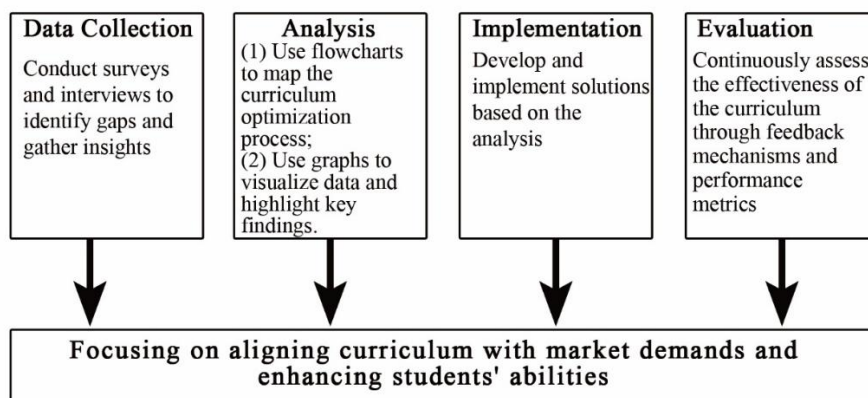 Data Collection
Conduct surveys
and interviews to
identify gaps and
gather insights
Analysis
(1) Use flowcharts
to map the
curriculum
optimization
process;
(2) Use graphs to
visualize data and
highlight key
findings.
Implementation
Develop and
implement solutions
based on the
analysis
Evaluation
Continuously assess
the effectiveness of
the curriculum
through feedback
mechanisms and
performance
metrics
Focusing on aligning curriculum with market demands and
enhancing students' abilities